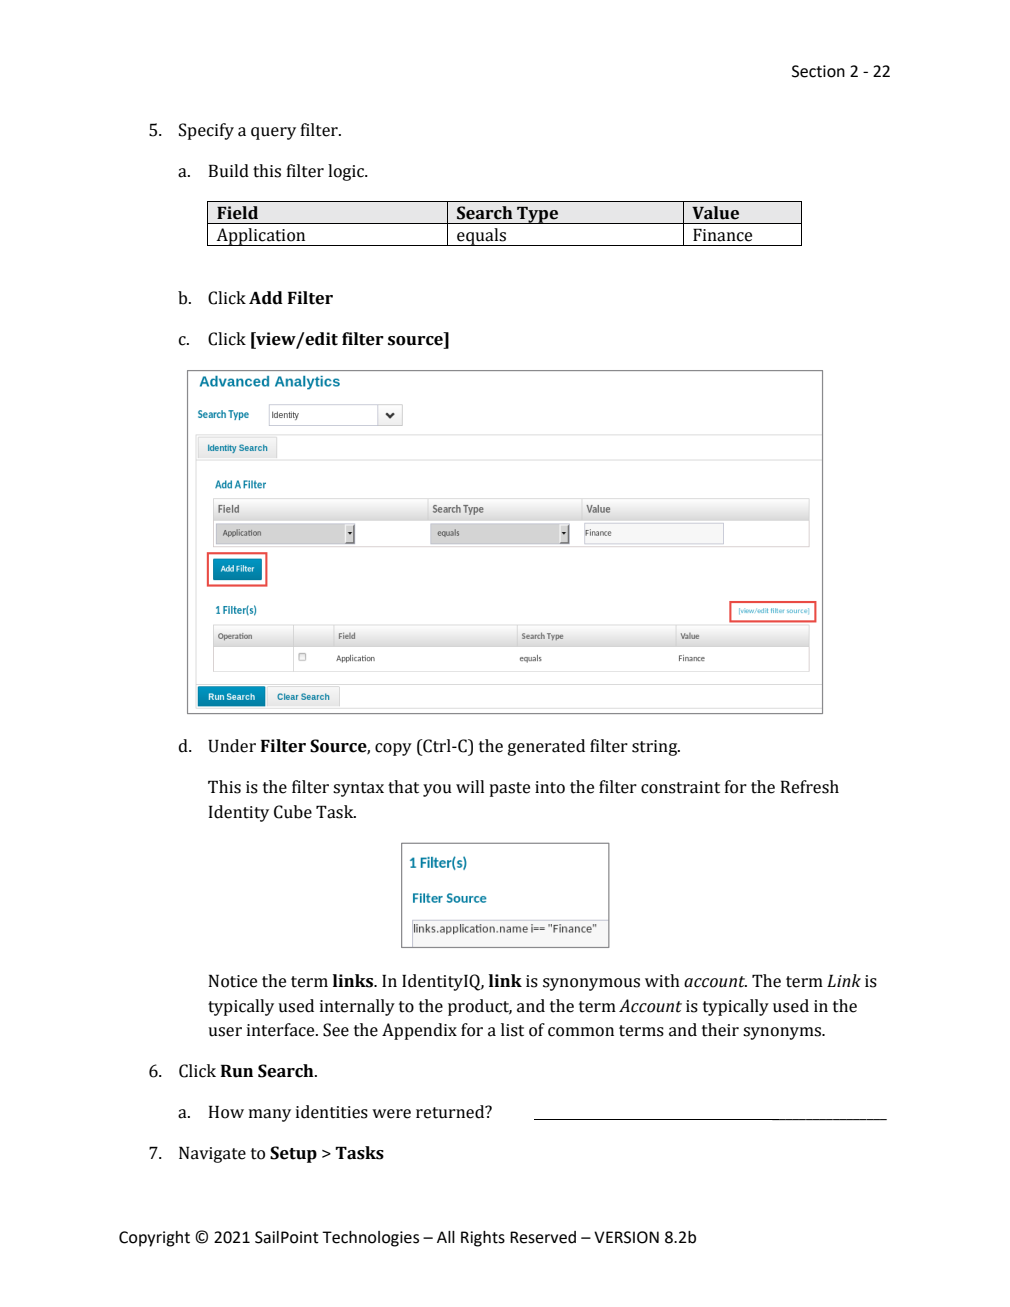 Section 2 - 22
5. Specify a query filter.
a. Build this filter logic.
Field Search Type Value
Application equals Finance
b. Click Add Filter
c. Click [view/edit filter source]
Advanced Analytics
Search Type Identity
Identity Search
Add A Filter
Field Search Type Value
Application equals Finance
Add Filter
1 Filter(s) [view/edit filter source]
Operation Field Search Type Value
Application equals Finance
Run Search Clear Search
d. Under Filter Source, copy (Ctrl-C) the generated filter string.
This is the filter syntax that you will paste into the filter constraint for the Refresh
Identity Cube Task.
1 Filter(s)
Filter Source
links.application.name i== "Finance"
Notice the term links. In IdentityIQ, link is synonymous with account. The term Link is
typically used internally to the product, and the term Account is typically used in the
user interface. See the Appendix for a list of common terms and their synonyms.
6. Click Run Search.
a. How many identities were returned?
7. Navigate to Setup > Tasks
Copyright © 2021 SailPoint Technologies – All Rights Reserved – VERSION 8.2b